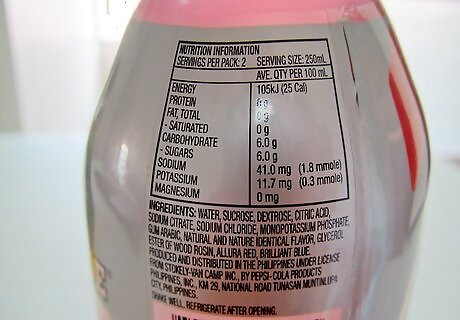 NUTRITION INFORMATION
SERVINGS PER PACK: 2 SERVING SIZE: 250mL
AVE. QTY PER 100 mL
ENERGY 105kJ (25 Cal)
PROTEIN 0 g
FAT, TOTAL 0 g
- SATURATED 0 g
CARBOHYDRATE 6.0 g
- SUGARS 6.0 g
SODIUM 41.0 mg (1.8 mmole)
POTASSIUM 11.7 mg (0.3 mmole)
MAGNESIUM 0 mg
INGREDIENTS: WATER, SUCROSE, DEXTROSE, CITRIC ACID,
SODIUM CITRATE, SODIUM CHLORIDE, MONOPOTASSIUM PHOSPHATE,
GUM ARABIC, NATURAL AND NATURE IDENTICAL FLAVOR, GLYCEROL
ESTER OF WOOD ROSIN, ALLURA RED, BRILLIANT BLUE.
PRODUCED AND DISTRIBUTED IN THE PHILIPPINES UNDER LICENSE
FROM STOKELY-VAN CAMP INC., BY PEPSI-COLA PRODUCTS
PHILIPPINES, INC., KM 29, NATIONAL ROAD TUNASAN MUNTINLUPA
CITY, PHILIPPINES.
SHAKE WELL. REFRIGERATE AFTER OPENING.